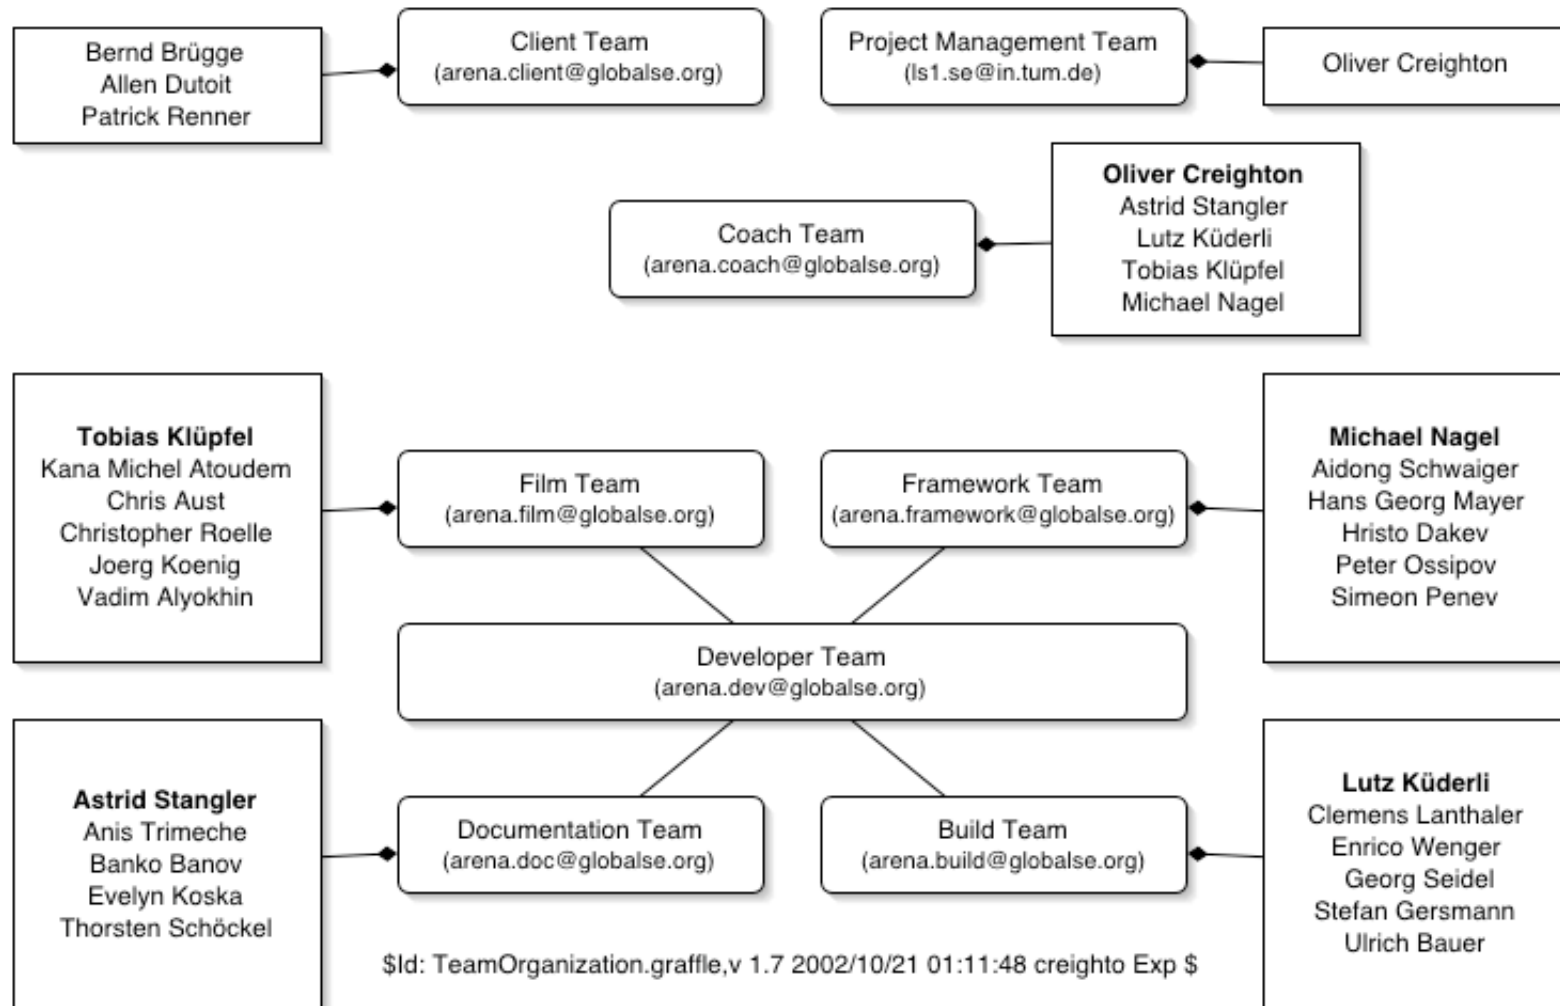 Bernd Brügge
Allen Dutoit
Patrick Renner
Client Team
(arena.client@globalse.org)
Project Management Team
(ls1.se@in.tum.de)
Oliver Creighton
Coach Team
(arena.coach@globalse.org)
Oliver Creighton
Astrid Stangler
Lutz Küderli
Tobias Klüpfel
Michael Nagel
Tobias Klüpfel
Kana Michel Atoudem
Chris Aust
Christopher Roelle
Joerg Koenig
Vadim Alyokhin
Film Team
(arena.film@globalse.org)
Framework Team
(arena.framework@globalse.org)
Michael Nagel
Aidong Schwaiger
Hans Georg Mayer
Hristo Dakev
Peter Ossipov
Simeon Penev
Developer Team
(arena.dev@globalse.org)
Astrid Stangler
Anis Trimeche
Banko Banov
Evelyn Koska
Thorsten Schöckel
Documentation Team
(arena.doc@globalse.org)
Build Team
(arena.build@globalse.org)
Lutz Küderli
Clemens Lanthaler
Enrico Wenger
Georg Seidel
Stefan Gersmann
Ulrich Bauer
$Id: TeamOrganization.graffle,v 1.7 2002/10/21 01:11:48 creighto Exp $